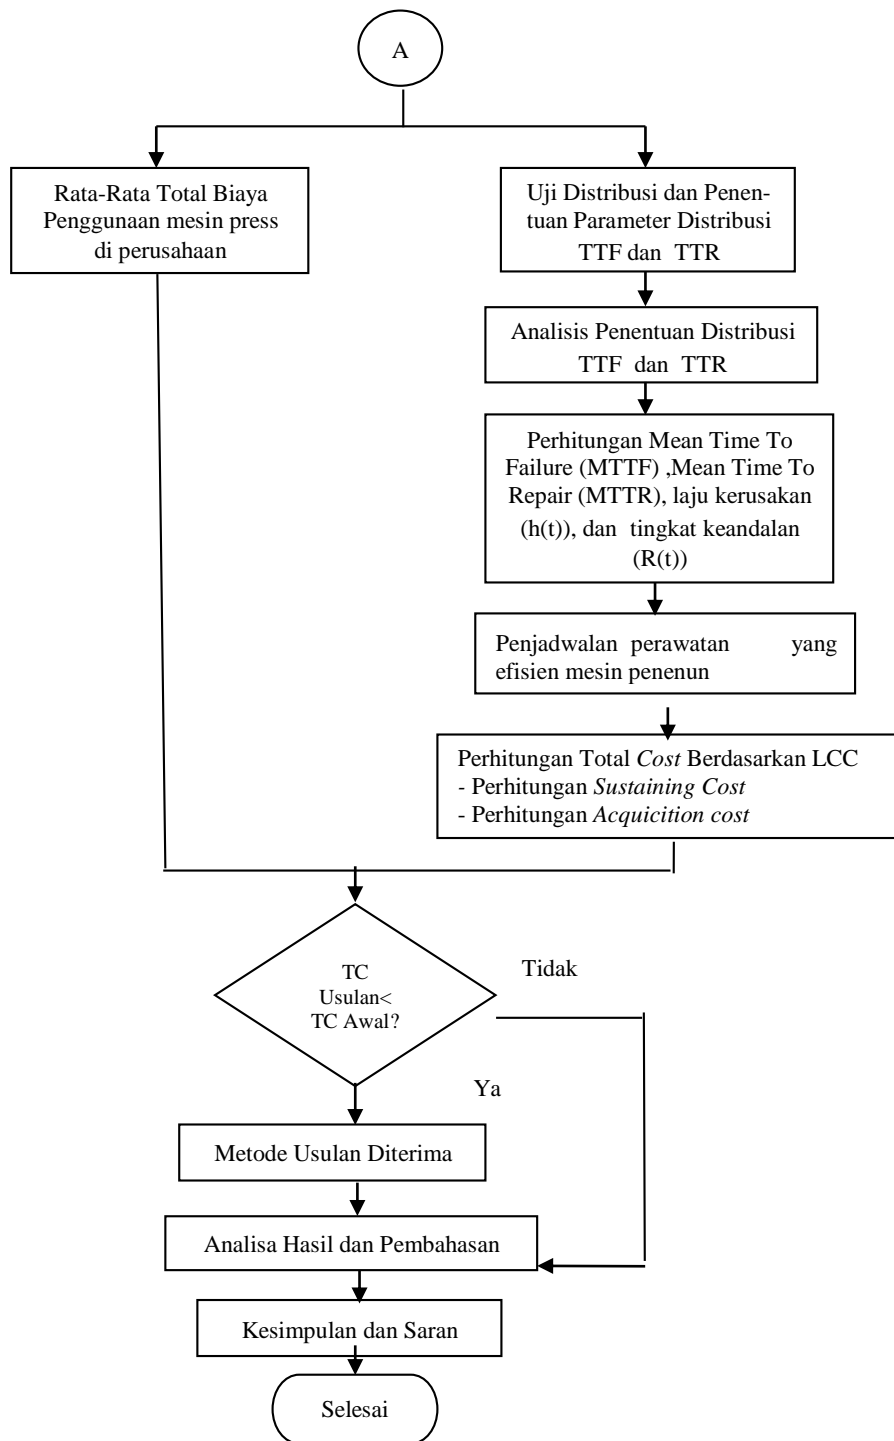 A
Rata-Rata Total Biaya
Penggunaan mesin press
di perusahaan
Uji Distribusi dan Penen-
tuan Parameter Distribusi
TTF dan TTR
Analisis Penentuan Distribusi
TTF dan TTR
Perhitungan Mean Time To
Failure (MTTF) ,Mean Time To
Repair (MTTR), laju kerusakan
(h(t)), dan tingkat keandalan
(R(t))
Penjadwalan perawatan yang
efisien mesin penenun
Perhitungan Total Cost Berdasarkan LCC
- Perhitungan Sustaining Cost
- Perhitungan Acquicition cost
TC
Usulan<
TC Awal?
Tidak
Ya
Metode Usulan Diterima
Analisa Hasil dan Pembahasan
Kesimpulan dan Saran
Selesai